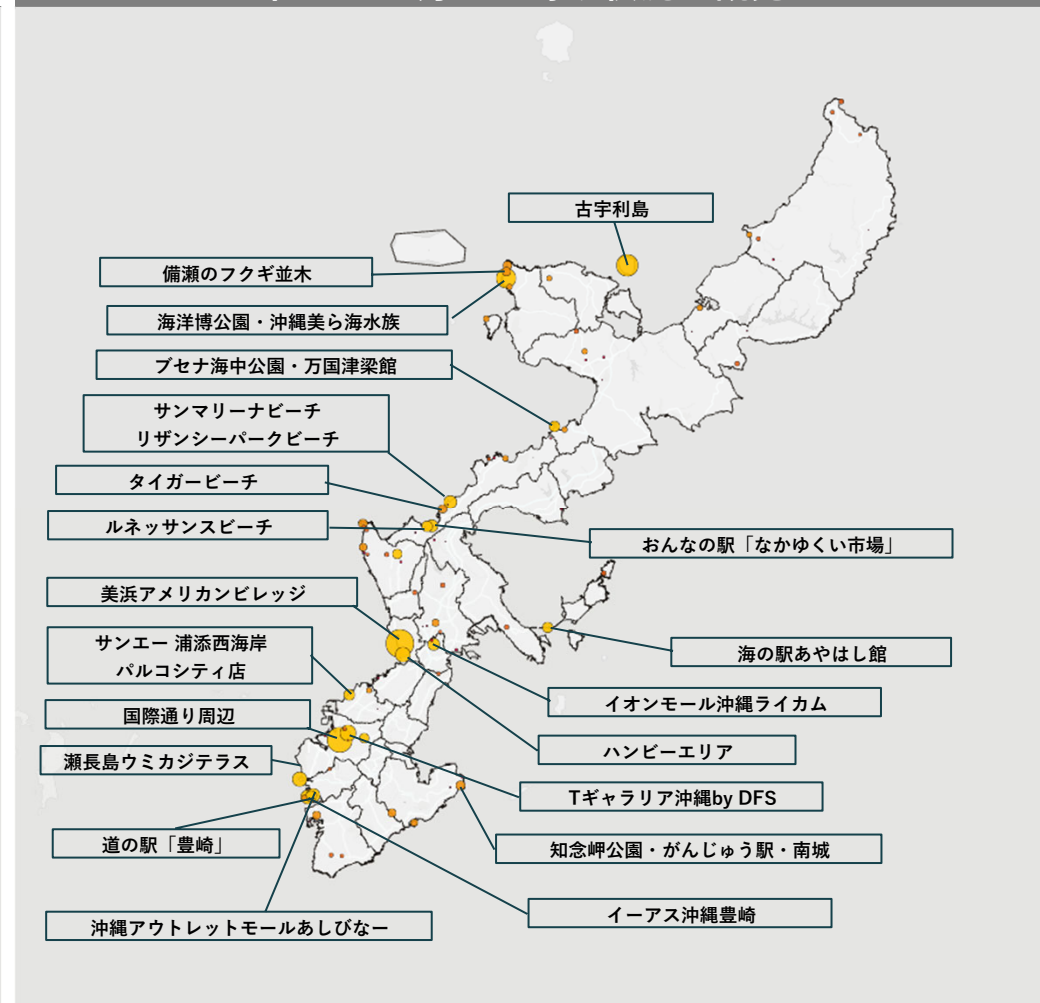 古宇利島
備瀬のフクギ並木
海洋博公園・沖縄美ら海水族
ブセナ海中公園・万国津梁館
サンマリーナビーチ
リザンシーパークビーチ
タイガービーチ
ルネッサンスビーチ
おんなの駅「なかゆくい市場」
美浜アメリカンビレッジ
サンエー 浦添西海岸
パルコシティ店
海の駅あやはし館
イオンモール沖縄ライカム
国際通り周辺
ハンビーエリア
瀬長島ウミカジテラス
Tギャラリア沖縄by DFS
道の駅「豊崎」
知念岬公園・がんじゅう駅・南城
イーアス沖縄豊崎
沖縄アウトレットモールあしびなー